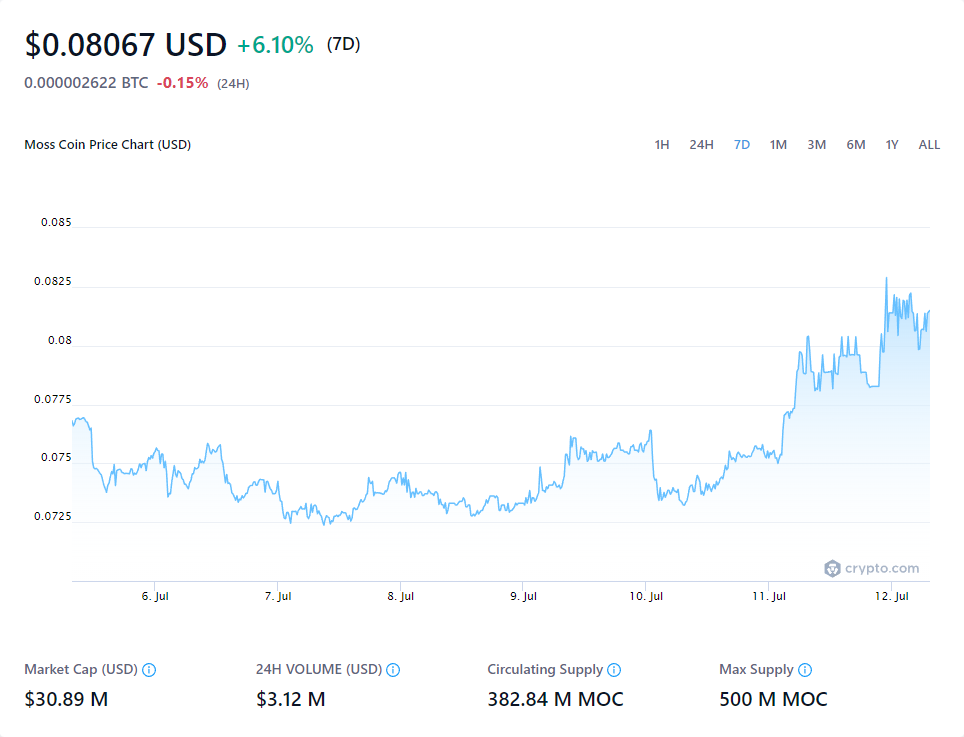 $0.08067 USD +6.10% (7D)
0.000002622 BTC -0.15% (24H)
Moss Coin Price Chart (USD) 1H 24H 7D 1M 3M 6M 1Y ALL
0.085
0.0825
0.08
0.0775
0.075
0.0725
crypto.com
6. Jul 7. Jul 8. Jul 9. Jul 10. Jul 11. Jul 12. Jul
Market Cap (USD) 24H VOLUME (USD) Circulating Supply Max Supply
$30.89 M $3.12 M 382.84 M MOC 500 M MOC